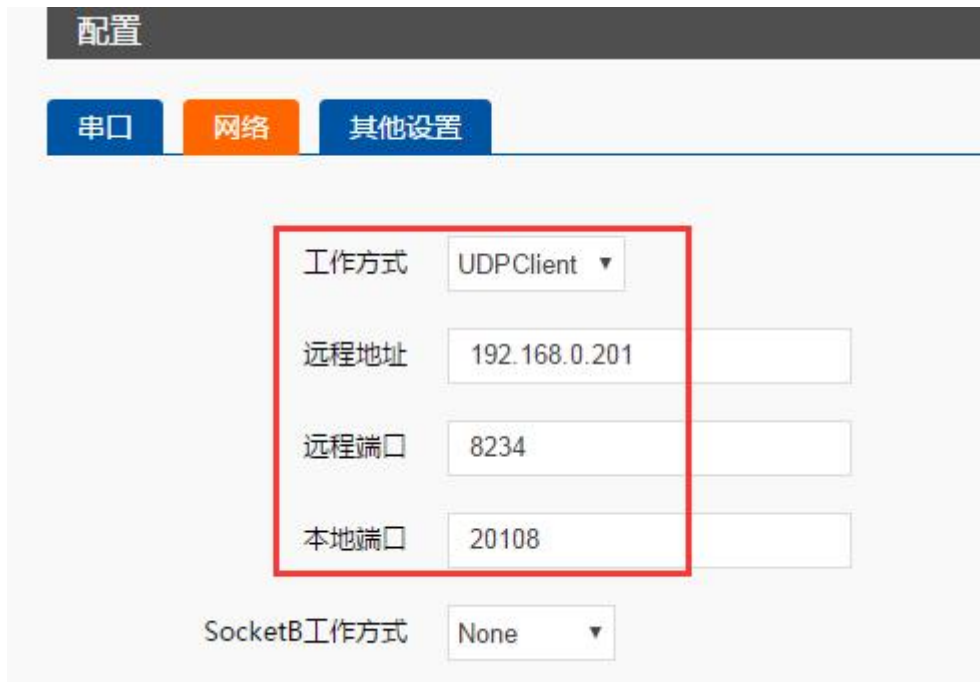 配置
串口 网络 其他设置
工作方式 UDPClient
远程地址 192.168.0.201
远程端口 8234
本地端口 20108
SocketB工作方式 None